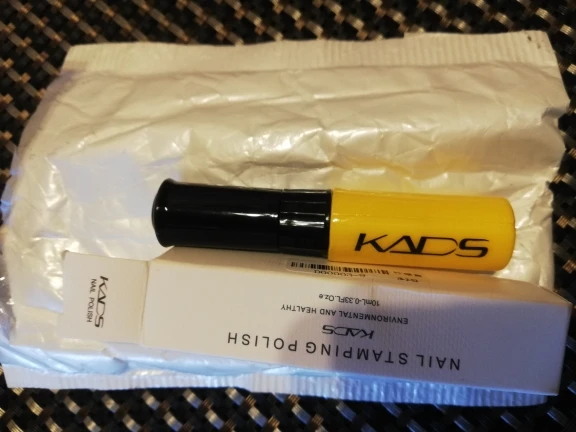 KADS
KADS
NAIL POLISH
NAIL STAMPING POLISH
KADS
ENVIRONMENTAL AND HEALTHY
10ml-0.33FL.OZ.e